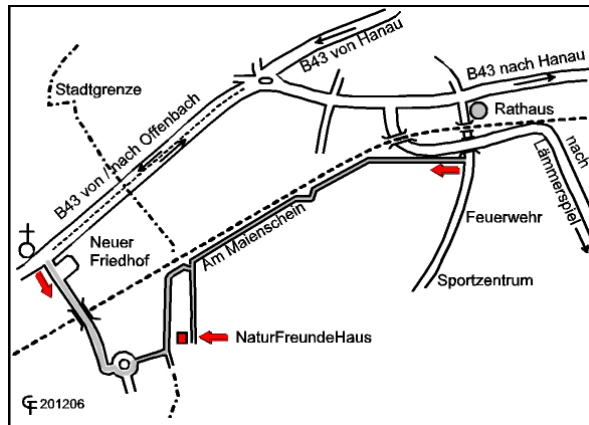 B43 von Hanau
B43 nach Hanau
Stadtgrenze
Rathaus
B43 von / nach Offenbach
nach
Lämmerspiel
Am Maienschein
Feuerwehr
Neuer
Friedhof
Sportzentrum
NaturFreundeHaus
GF 201206